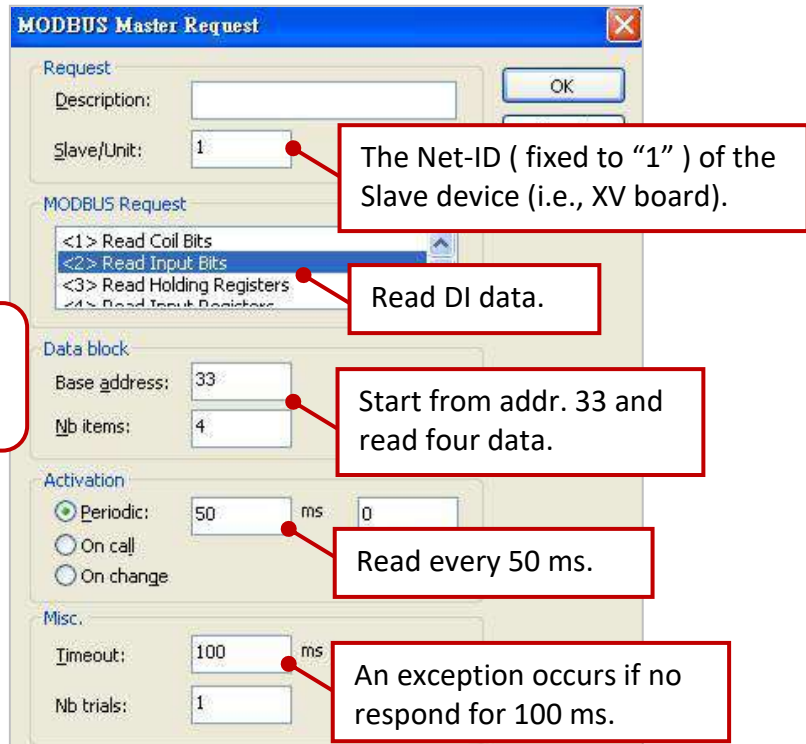 MODBUS Master Request
Request
Description:
OK
Slave/Unit: 1
The Net-ID ( fixed to “1” ) of the
Slave device (i.e., XV board).
MODBUS Request
<1> Read Coil Bits
<2> Read Input Bits
<3> Read Holding Registers
<4> Read Input Registers
Read DI data.
Data block
Base address: 33
Nb items: 4
Start from addr. 33 and
read four data.
Activation
Periodic: 50 ms 0
On call
On change
Read every 50 ms.
Misc.
Timeout: 100 ms
Nb trials: 1
An exception occurs if no
respond for 100 ms.